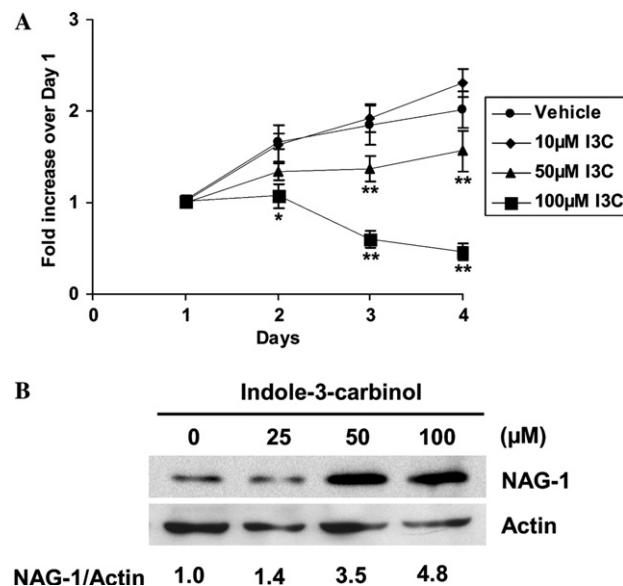 A
Fold increase over Day 1
3
2
1
0
0 1 2 3 4
Days
* ** ** ** **
Vehicle
10μM I3C
50μM I3C
100μM I3C
B
Indole-3-carbinol
0 25 50 100 (μM)
NAG-1
Actin
NAG-1/Actin 1.0 1.4 3.5 4.8